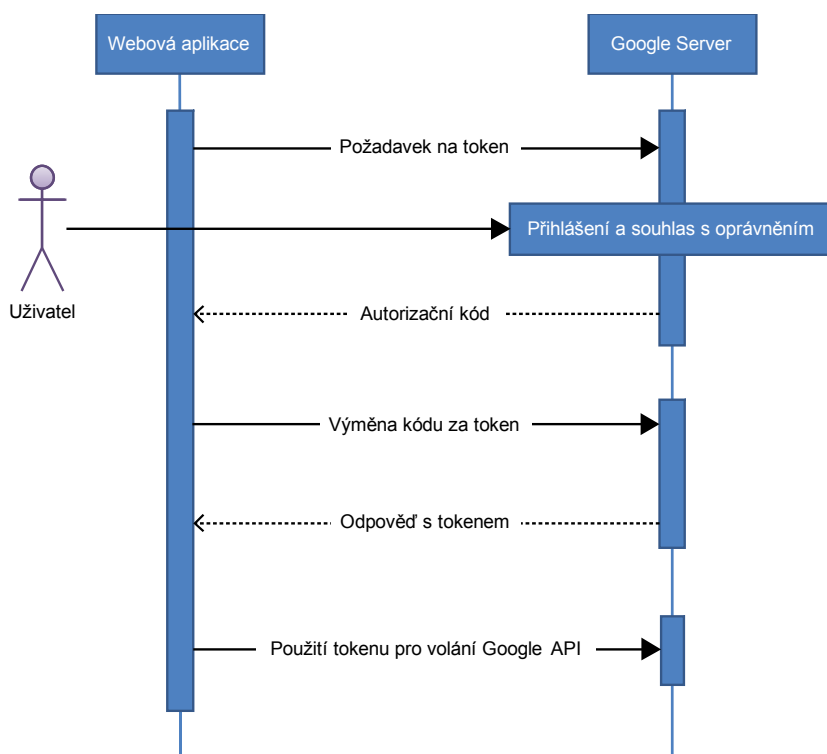 Webová aplikace
Google Server
Požadavek na token
Přihlášení a souhlas s oprávněním
Uživatel
Autorizační kód
Výměna kódu za token
Odpověď s tokenem
Použití tokenu pro volání Google API